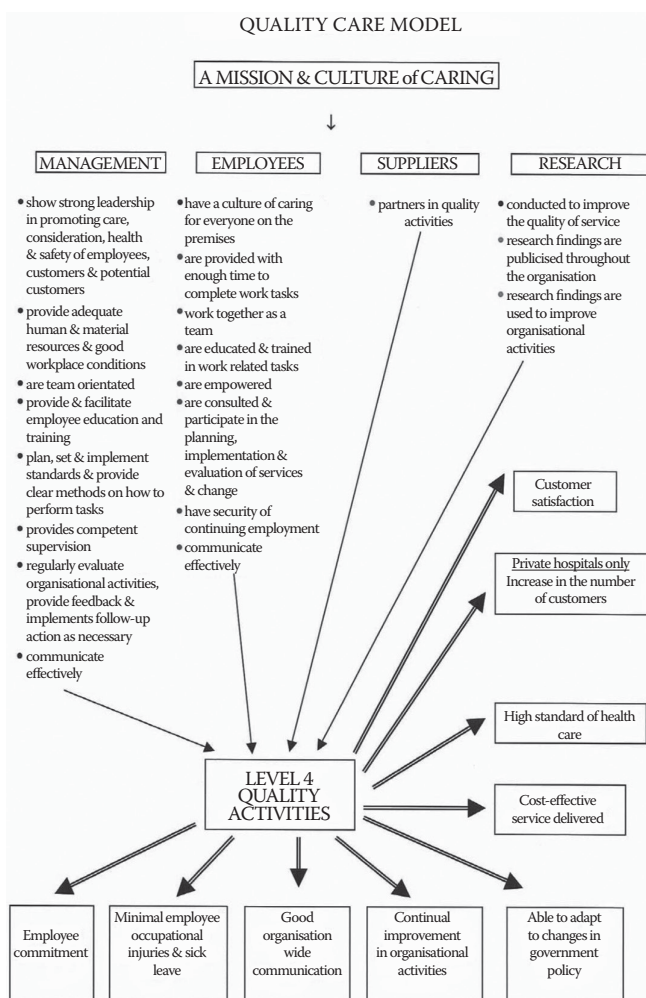 QUALITY CARE MODEL
A MISSION & CULTURE of CARING
MANAGEMENT
• show strong leadership
in promoting care,
consideration, health
& safety of employees,
customers & potential
customers
• provide adequate
human & material
resources & good
workplace conditions
• are team orientated
• provide & facilitate
employee education and
training
• plan, set & implement
standards & provide
clear methods on how to
perform tasks
• provides competent
supervision
• regularly evaluate
organisational activities,
provide feedback &
implements follow-up
action as necessary
• communicate
effectively
EMPLOYEES
• have a culture of caring
for everyone on the
premises
• are provided with
enough time to
complete work tasks
• work together as a
team
• are educated & trained
in work related tasks
• are empowered
• are consulted &
participate in the
planning,
implementation &
evaluation of services
& change
• have security of
continuing employment
• communicate
effectively
SUPPLIERS
• partners in quality
activities
RESEARCH
• conducted to improve
the quality of service
• research findings are
publicised throughout
the organisation
• research findings are
used to improve
organisational
activities
Customer
satisfaction
Private hospitals only
Increase in the number
of customers
High standard of health
care
Cost-effective
service delivered
LEVEL 4
QUALITY
ACTIVITIES
Employee
commitment
Minimal employee
occupational
injuries & sick
leave
Good
organisation
wide
communication
Continual
improvement
in organisational
activities
Able to adapt
to changes in
government
policy